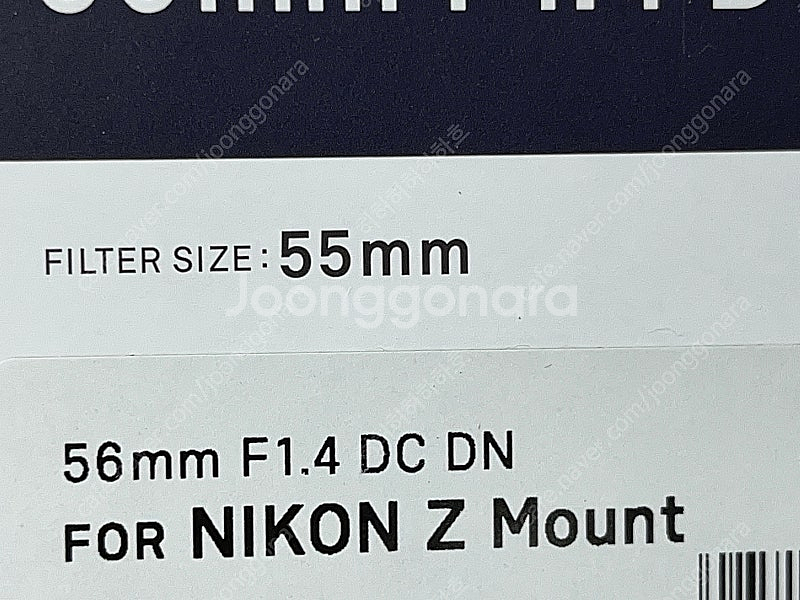 FILTER SIZE: 55mm
Joonggonara
56mm F1.4 DC DN
FOR NIKON Z Mount